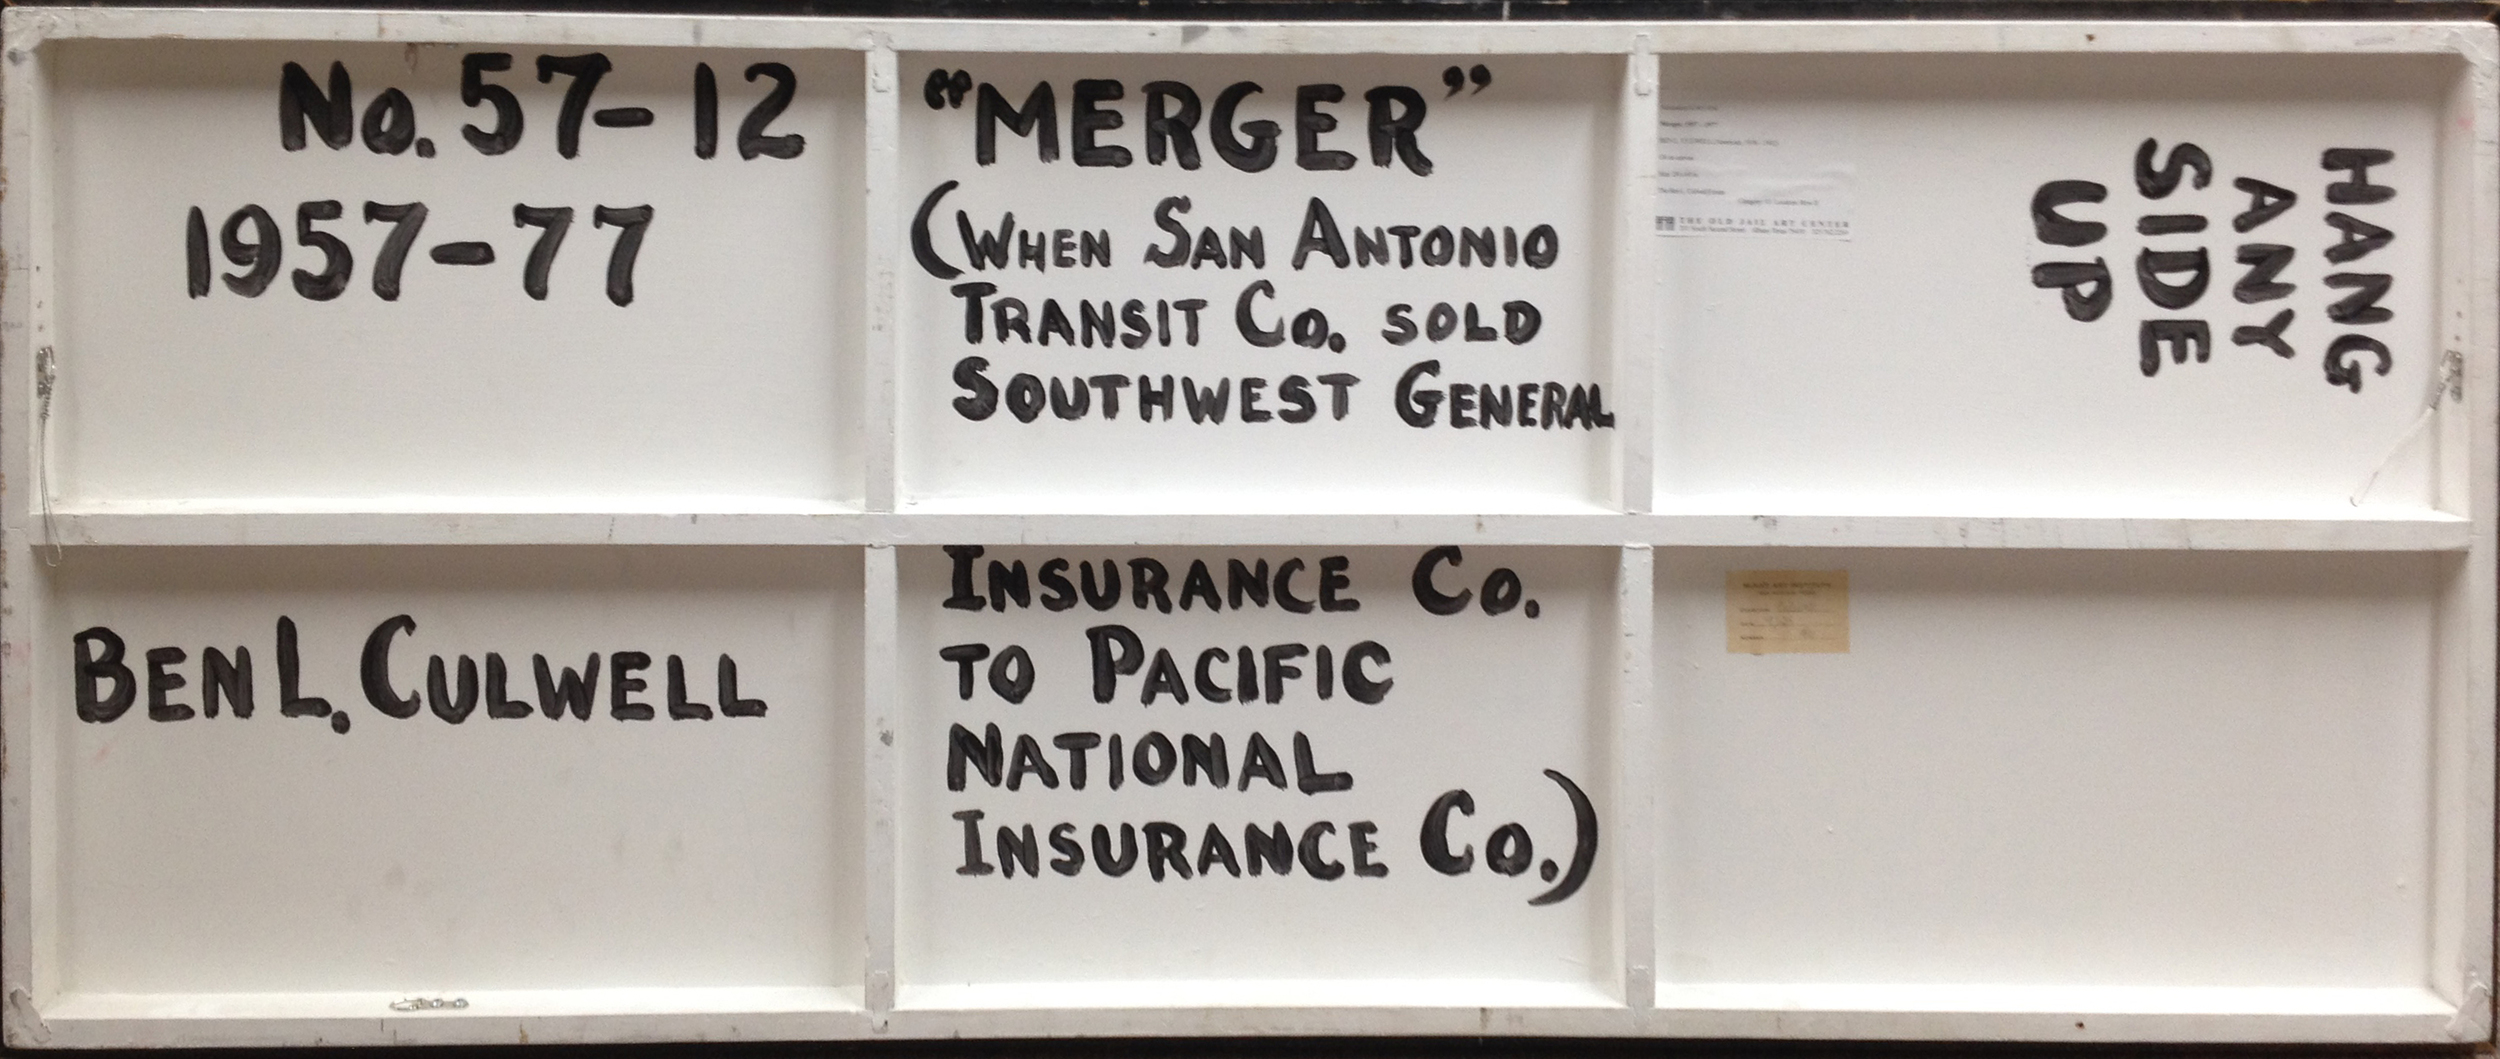 No. 57-12
1957-77
"MERGER"
(WHEN SAN ANTONIO
TRANSIT CO. SOLD
SOUTHWEST GENERAL
INSURANCE CO.
TO PACIFIC
NATIONAL
INSURANCE CO.)
HANG
ANY
SIDE
UP
THE OLD JAIL ART CENTER
BEN L. CULWELL